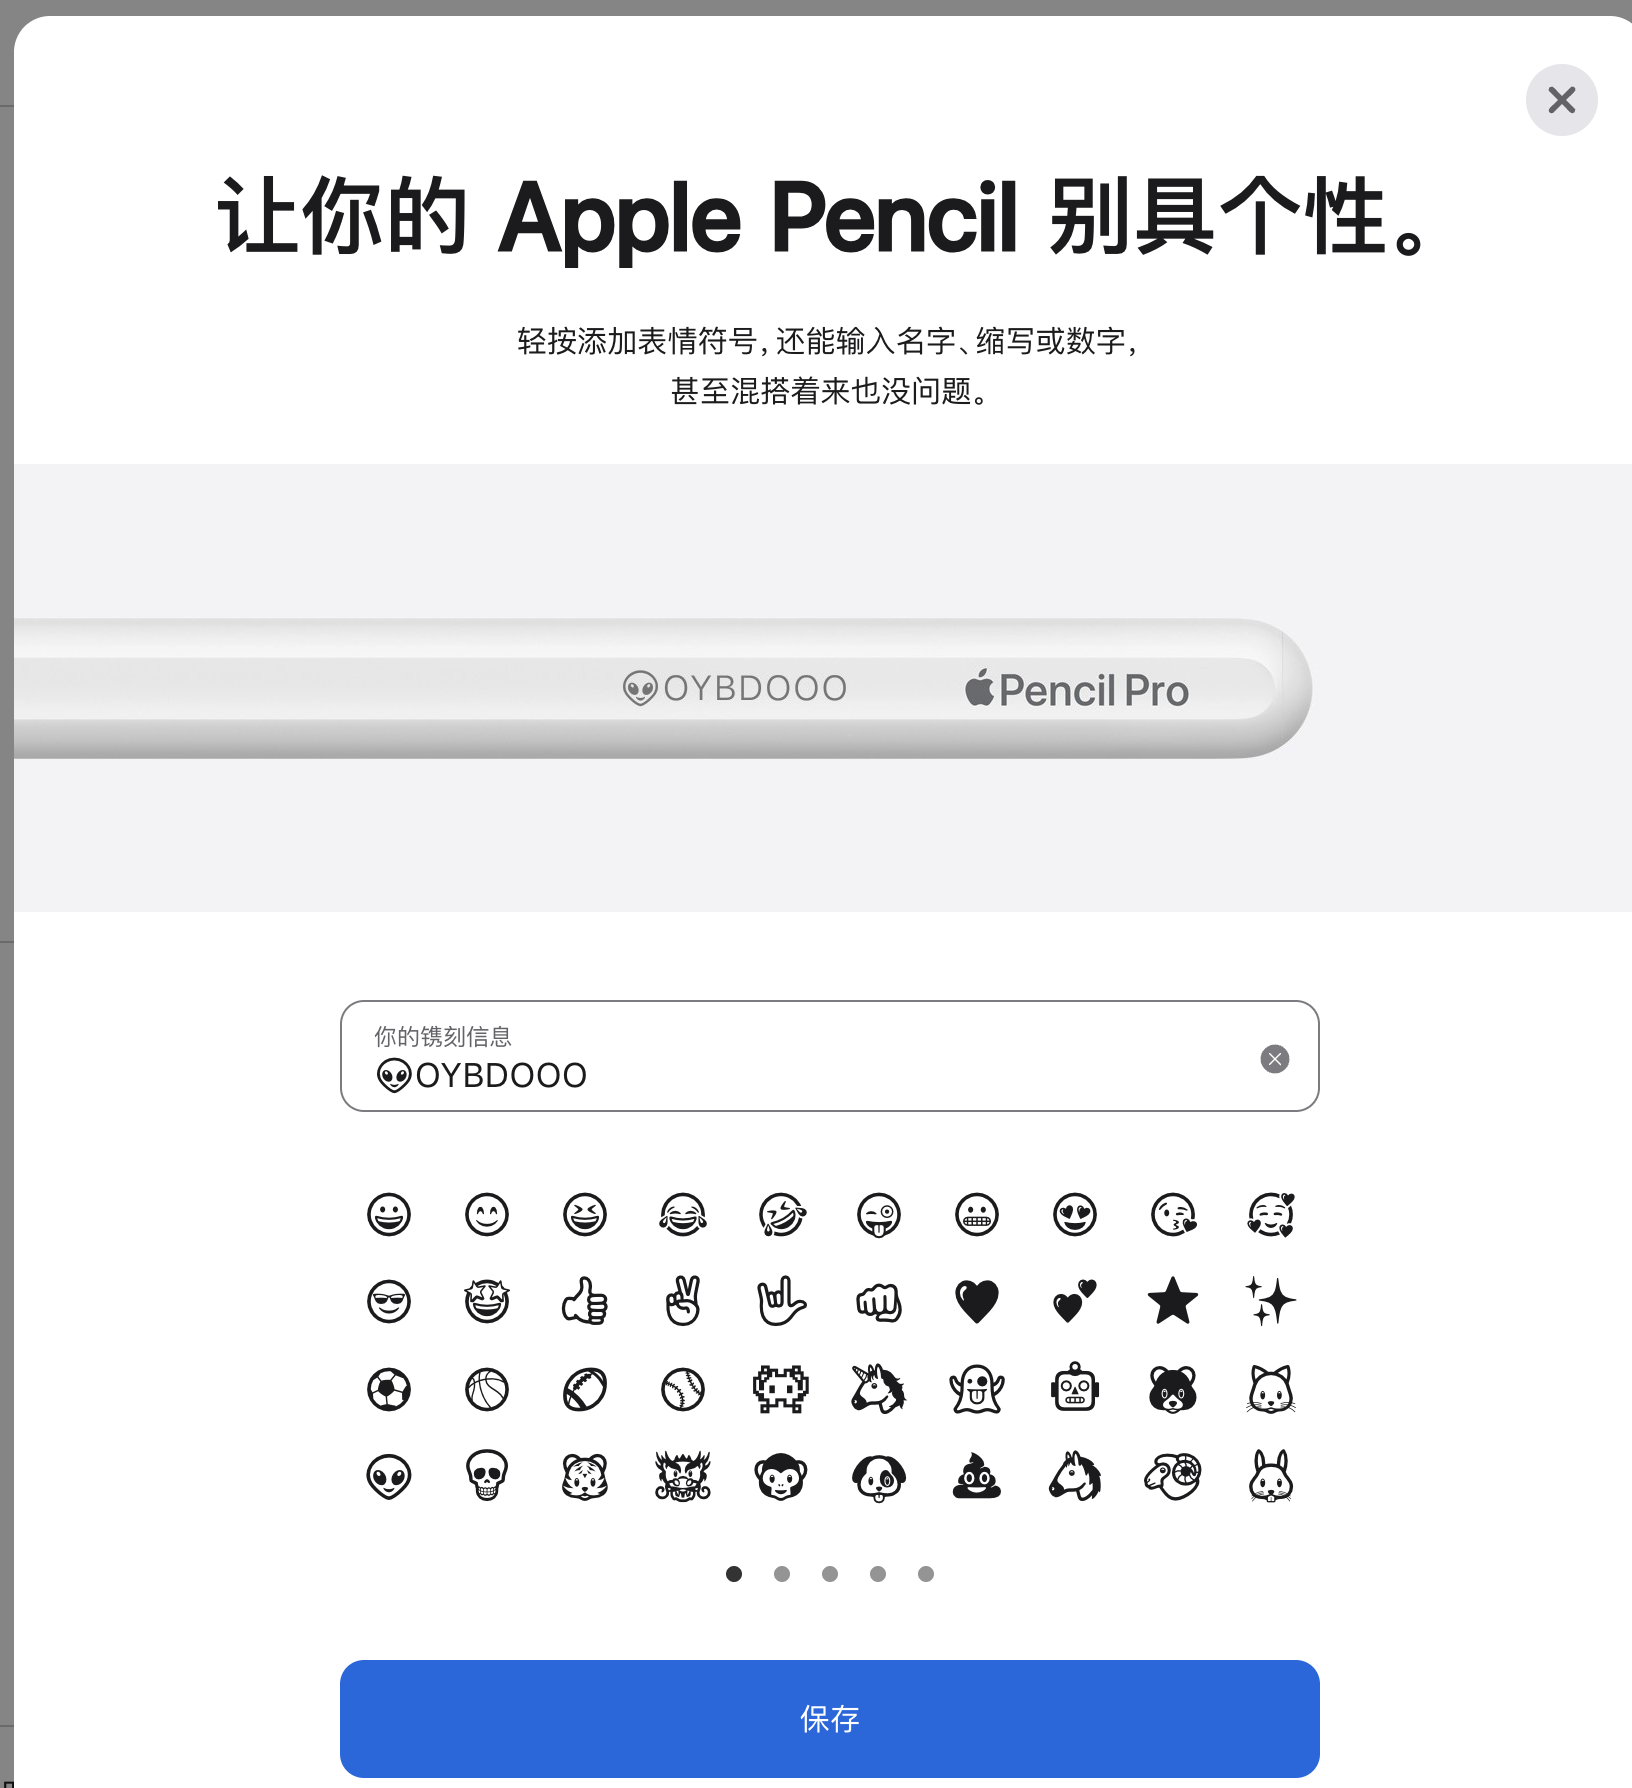 让你的 Apple Pencil 别具个性。
轻按添加表情符号，还能输入名字、缩写或数字，
甚至混搭着来也没问题。
👽OYBDOOO
Pencil Pro
你的镌刻信息
👽OYBDOOO
保存